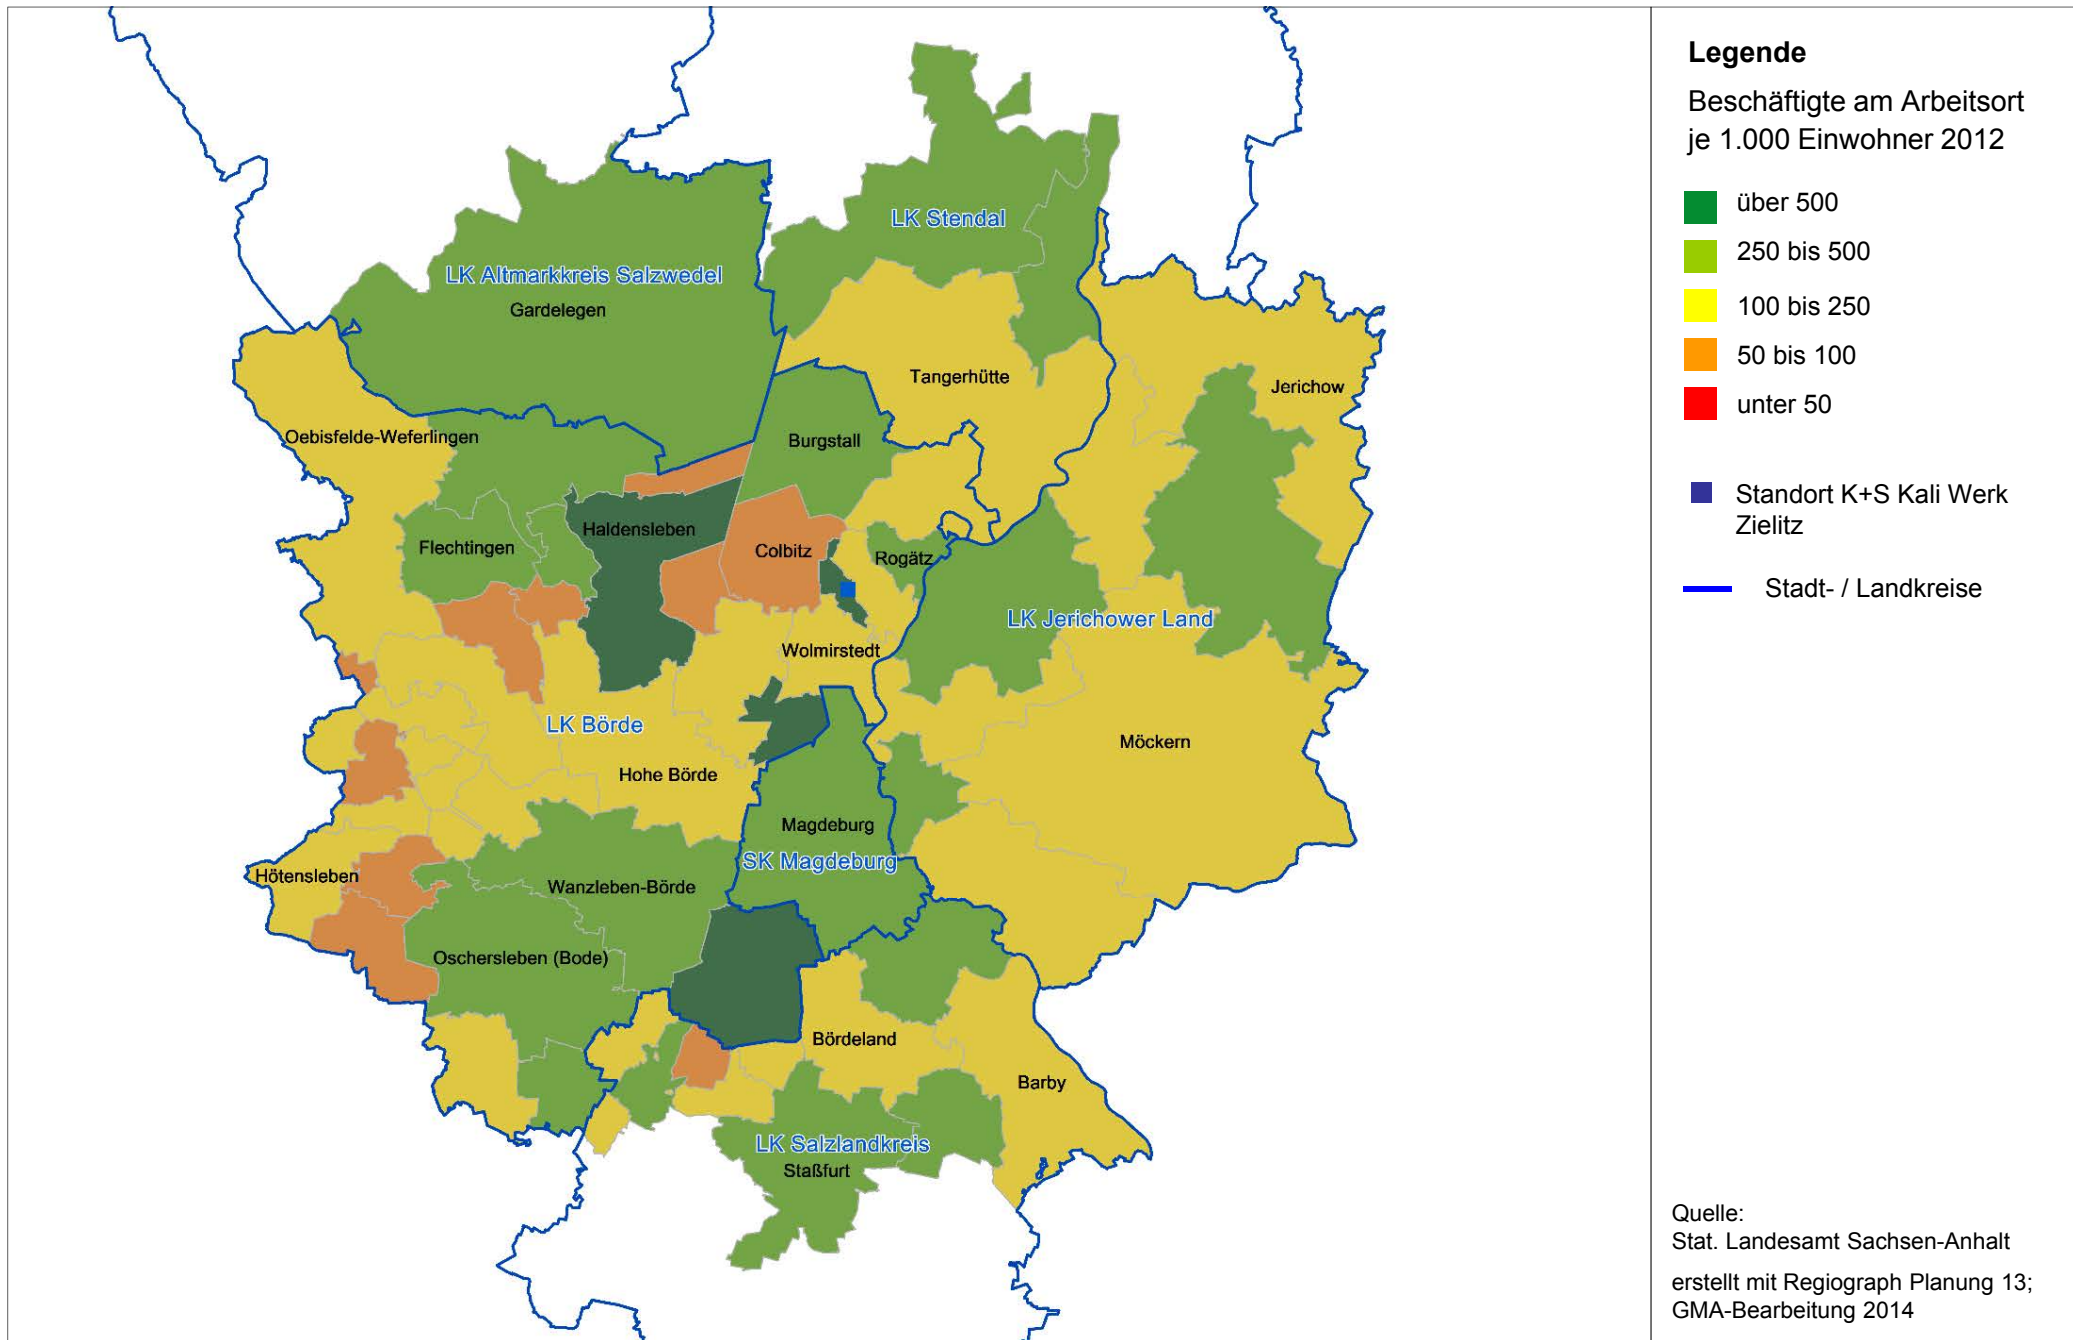 LK Stendal
LK Altmarkkreis Salzwedel
Gardelegen
Tangerhütte
Jerichow
Oebisfelde-Weferlingen
Burgstall
Haldensleben
Flechtingen
Colbitz
Rogätz
LK Jerichower Land
Wolmirstedt
LK Börde
Möckern
Hohe Börde
Magdeburg
SK Magdeburg
Hötensleben
Wanzleben-Börde
Oschersleben (Bode)
Bördeland
Barby
LK Salzlandkreis
Staßfurt
Legende
Beschäftigte am Arbeitsort
je 1.000 Einwohner 2012
über 500
250 bis 500
100 bis 250
50 bis 100
unter 50
Standort K+S Kali Werk
Zielitz
Stadt- / Landkreise
Quelle:
Stat. Landesamt Sachsen-Anhalt
erstellt mit Regiograph Planung 13;
GMA-Bearbeitung 2014